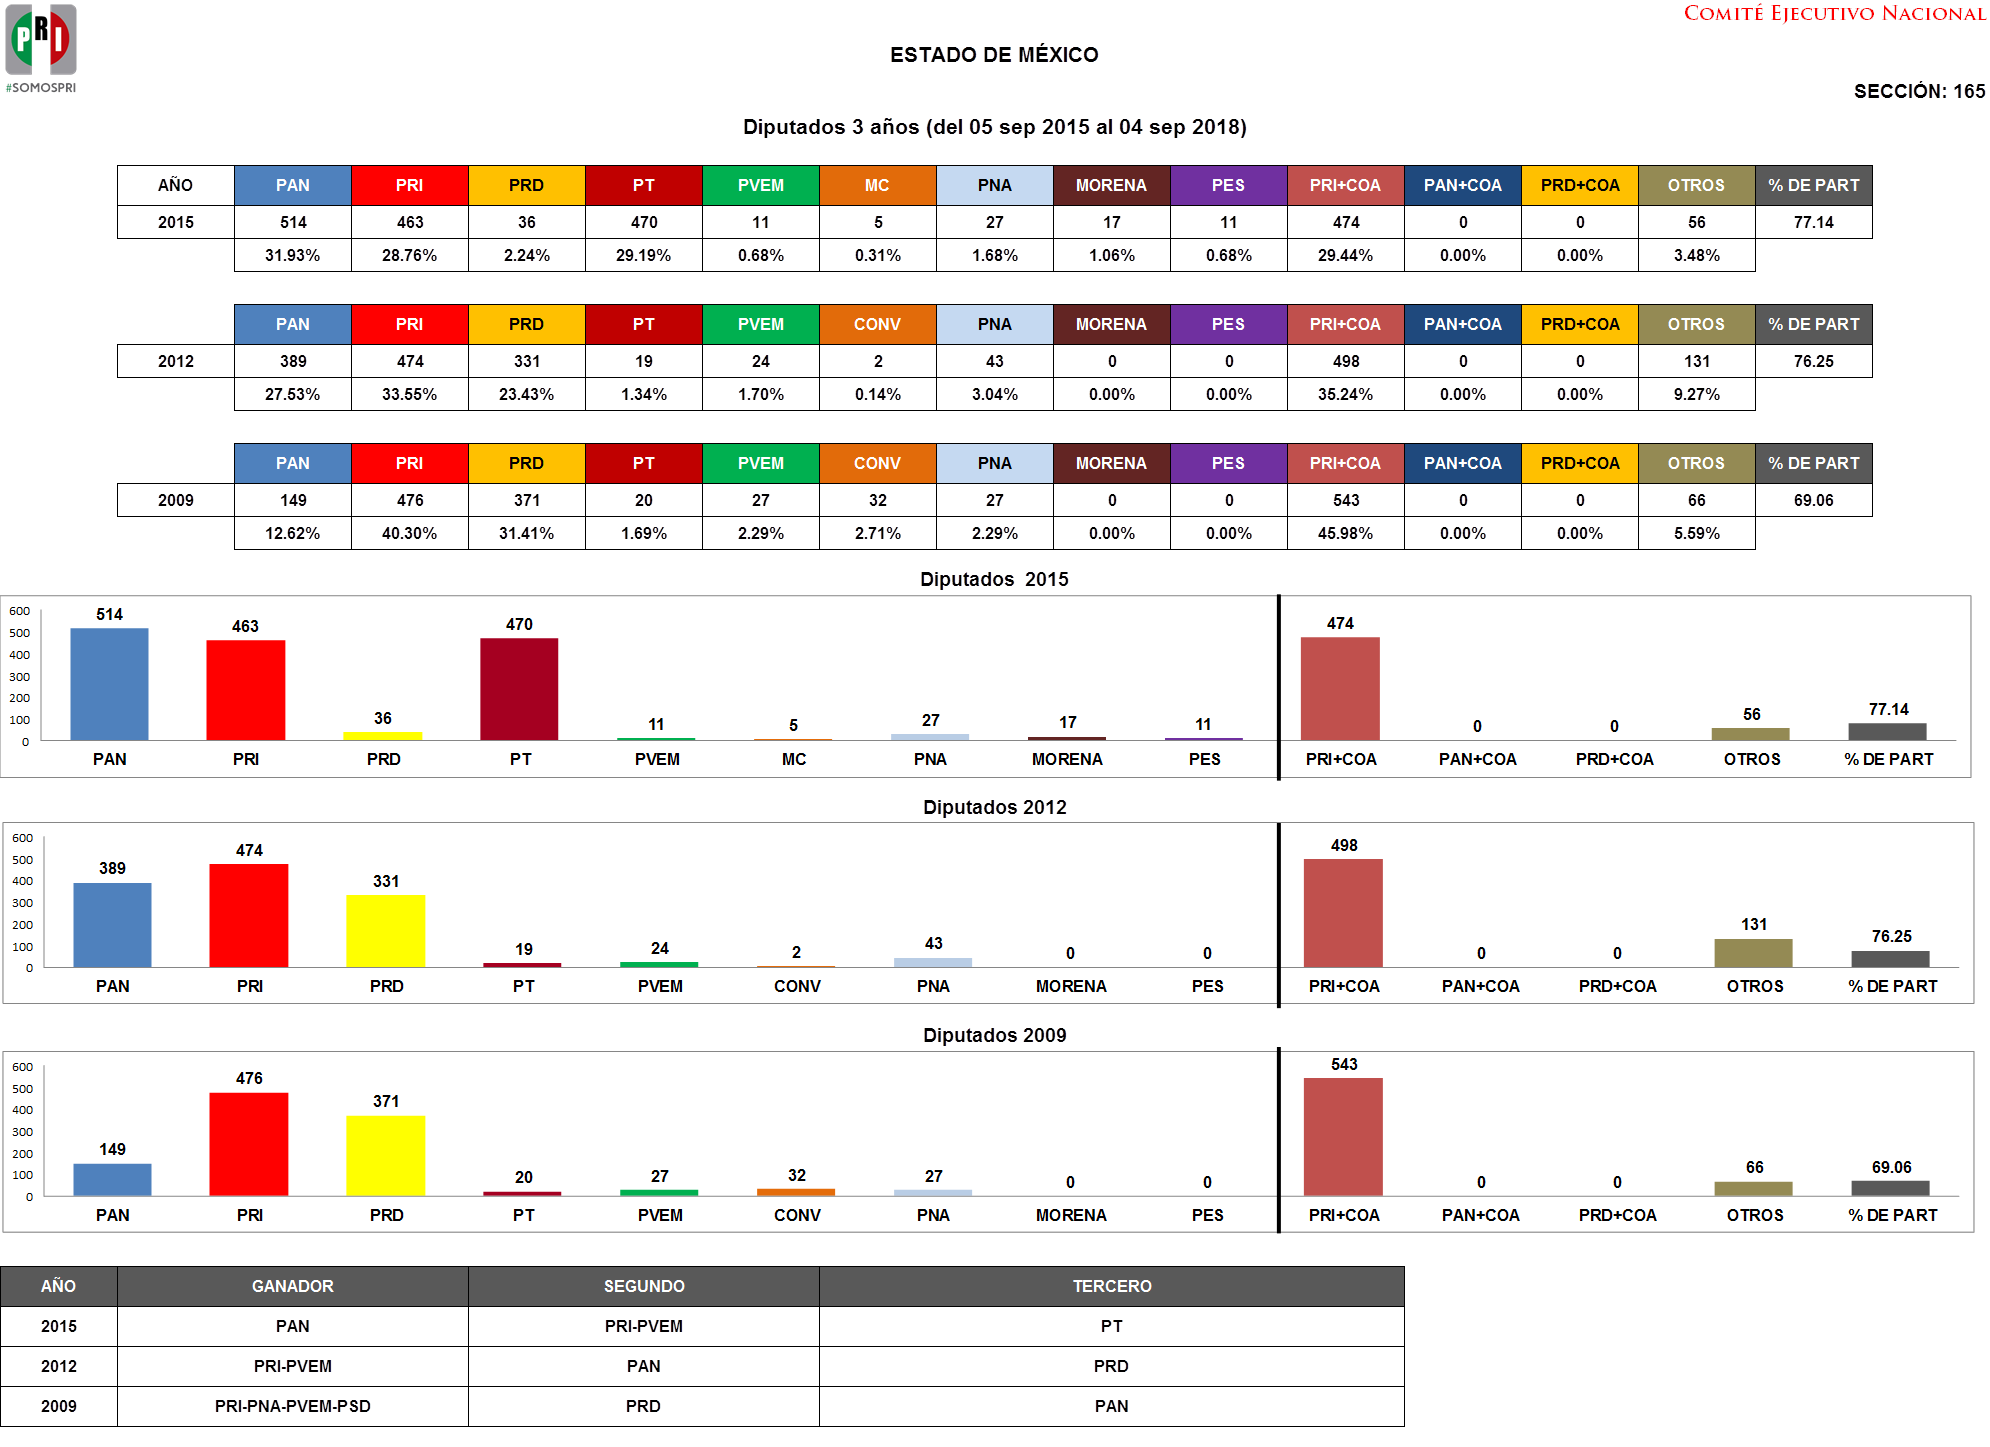 PRI
#SOMOSPRI
COMITÉ EJECUTIVO NACIONAL
ESTADO DE MÉXICO
SECCIÓN: 165
Diputados 3 años (del 05 sep 2015 al 04 sep 2018)
AÑO PAN PRI PRD PT PVEM MC PNA MORENA PES PRI+COA PAN+COA PRD+COA OTROS % DE PART
2015 514 463 36 470 11 5 27 17 11 474 0 0 56 77.14
31.93% 28.76% 2.24% 29.19% 0.68% 0.31% 1.68% 1.06% 0.68% 29.44% 0.00% 0.00% 3.48%
PAN PRI PRD PT PVEM CONV PNA MORENA PES PRI+COA PAN+COA PRD+COA OTROS % DE PART
2012 389 474 331 19 24 2 43 0 0 498 0 0 131 76.25
27.53% 33.55% 23.43% 1.34% 1.70% 0.14% 3.04% 0.00% 0.00% 35.24% 0.00% 0.00% 9.27%
PAN PRI PRD PT PVEM CONV PNA MORENA PES PRI+COA PAN+COA PRD+COA OTROS % DE PART
2009 149 476 371 20 27 32 27 0 0 543 0 0 66 69.06
12.62% 40.30% 31.41% 1.69% 2.29% 2.71% 2.29% 0.00% 0.00% 45.98% 0.00% 0.00% 5.59%
Diputados 2015
600
500
400
300
200
100
0
514 463 36 470 11 5 27 17 11 474 0 0 56 77.14
PAN PRI PRD PT PVEM MC PNA MORENA PES PRI+COA PAN+COA PRD+COA OTROS % DE PART
Diputados 2012
600
500
400
300
200
100
0
389 474 331 19 24 2 43 0 0 498 0 0 131 76.25
PAN PRI PRD PT PVEM CONV PNA MORENA PES PRI+COA PAN+COA PRD+COA OTROS % DE PART
Diputados 2009
600
500
400
300
200
100
0
149 476 371 20 27 32 27 0 0 543 0 0 66 69.06
PAN PRI PRD PT PVEM CONV PNA MORENA PES PRI+COA PAN+COA PRD+COA OTROS % DE PART
AÑO GANADOR SEGUNDO TERCERO
2015 PAN PRI-PVEM PT
2012 PRI-PVEM PAN PRD
2009 PRI-PNA-PVEM-PSD PRD PAN